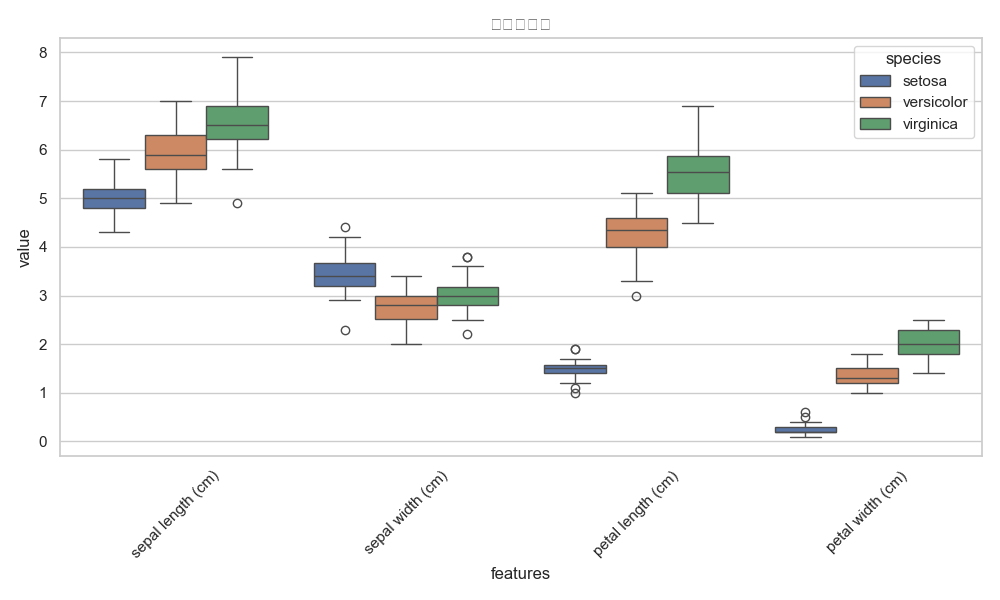 species
setosa
versicolor
virginica
8
7
6
5
4
3
2
1
0
value
sepal length (cm)
sepal width (cm)
petal length (cm)
petal width (cm)
features